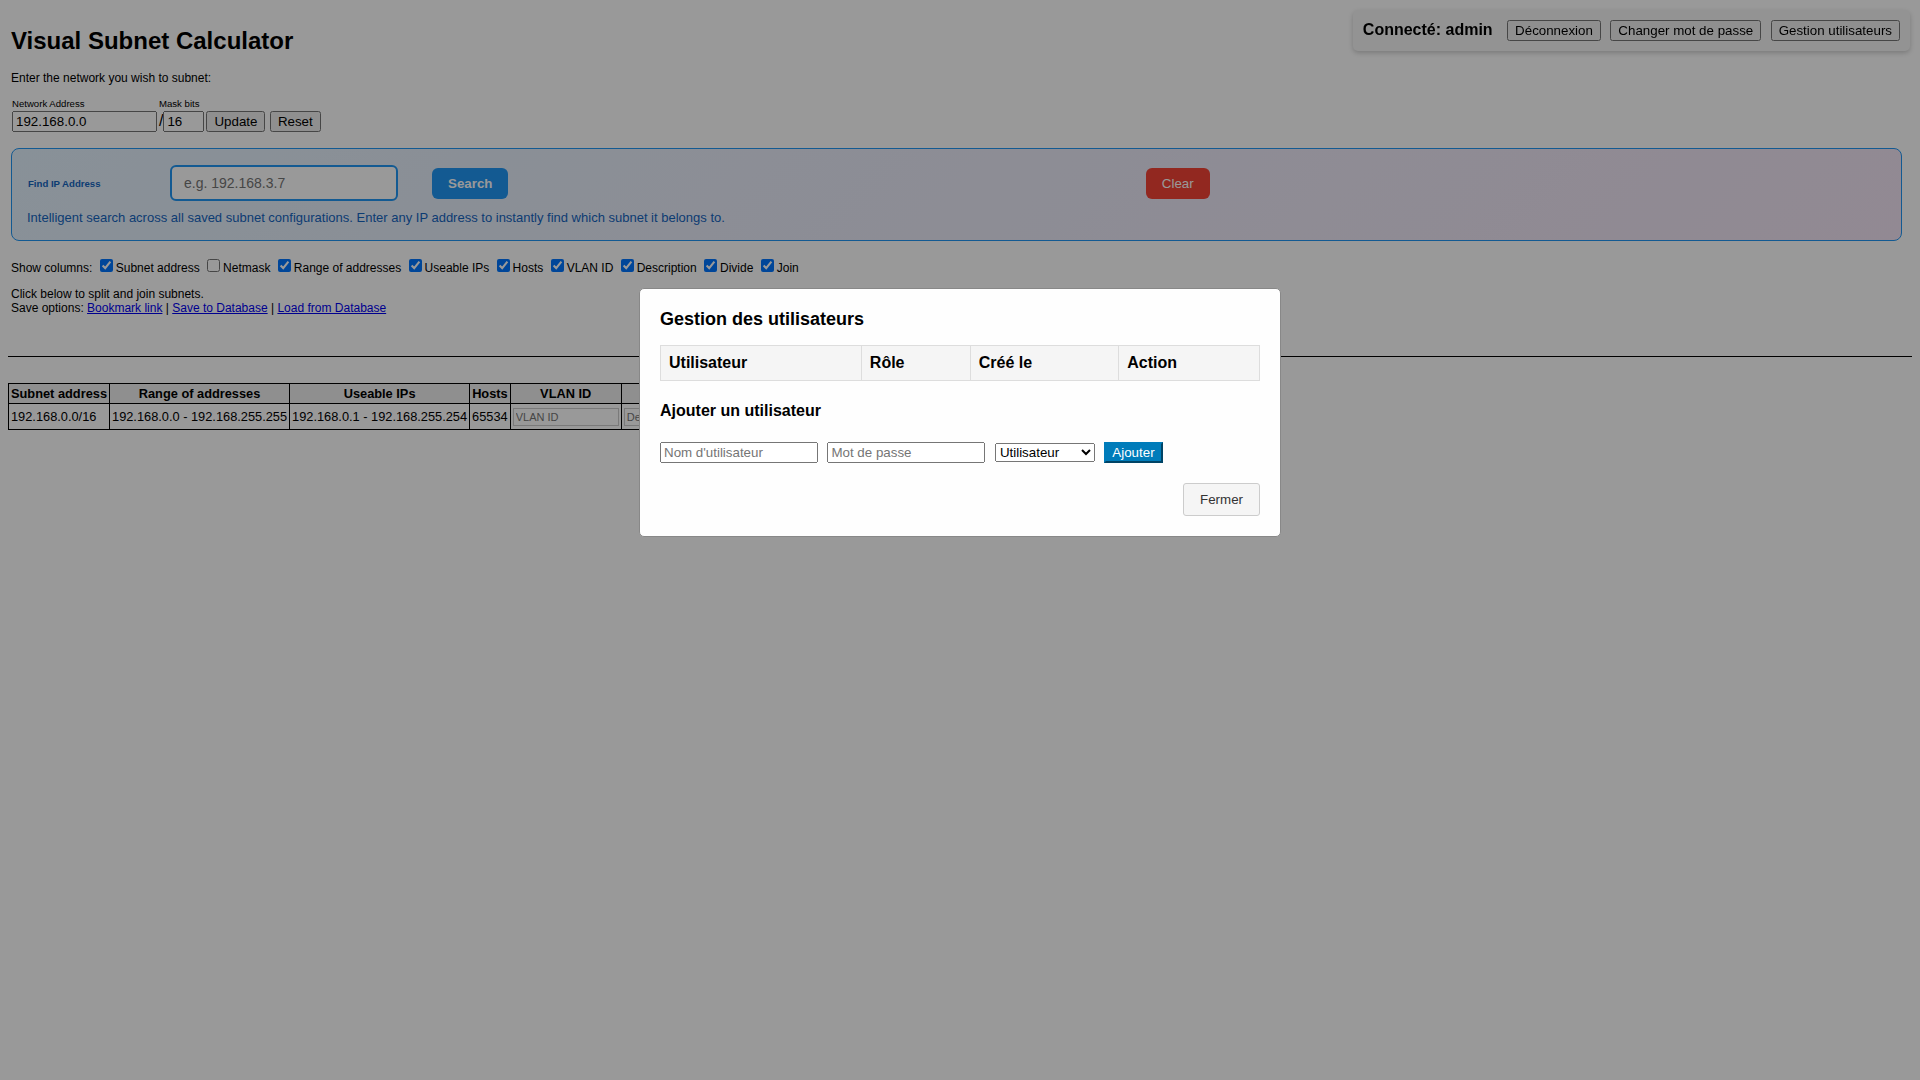 Visual Subnet Calculator
Connecté: admin Déconnexion Changer mot de passe Gestion utilisateurs
Enter the network you wish to subnet:
Network Address Mask bits
192.168.0.0 / 16 Update Reset
Find IP Address e.g. 192.168.3.7 Search Clear
Intelligent search across all saved subnet configurations. Enter any IP address to instantly find which subnet it belongs to.
Show columns: Subnet address Netmask Range of addresses Useable IPs Hosts VLAN ID Description Divide Join
Click below to split and join subnets.
Save options: Bookmark link | Save to Database | Load from Database
Subnet address Range of addresses Useable IPs Hosts VLAN ID
192.168.0.0/16 192.168.0.0 - 192.168.255.255 192.168.0.1 - 192.168.255.254 65534 VLAN ID De
Gestion des utilisateurs
Utilisateur Rôle Créé le Action
Ajouter un utilisateur
Nom d'utilisateur Mot de passe Utilisateur Ajouter
Fermer